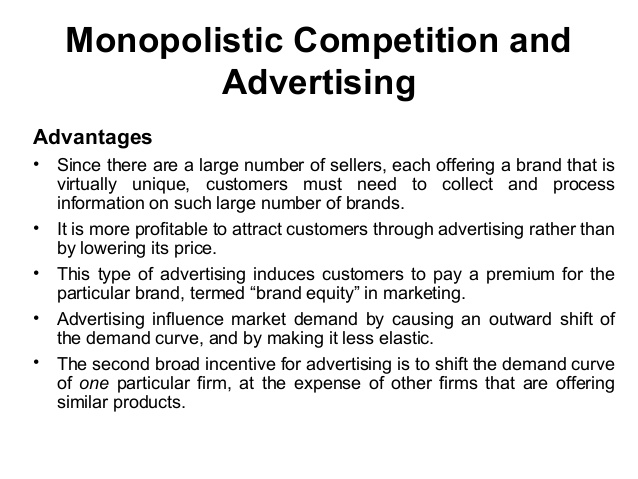 Monopolistic Competition and
Advertising
Advantages
• Since there are a large number of sellers, each offering a brand that is
virtually unique, customers must need to collect and process
information on such large number of brands.
• It is more profitable to attract customers through advertising rather than
by lowering its price.
• This type of advertising induces customers to pay a premium for the
particular brand, termed “brand equity” in marketing.
• Advertising influence market demand by causing an outward shift of
the demand curve, and by making it less elastic.
• The second broad incentive for advertising is to shift the demand curve
of one particular firm, at the expense of other firms that are offering
similar products.